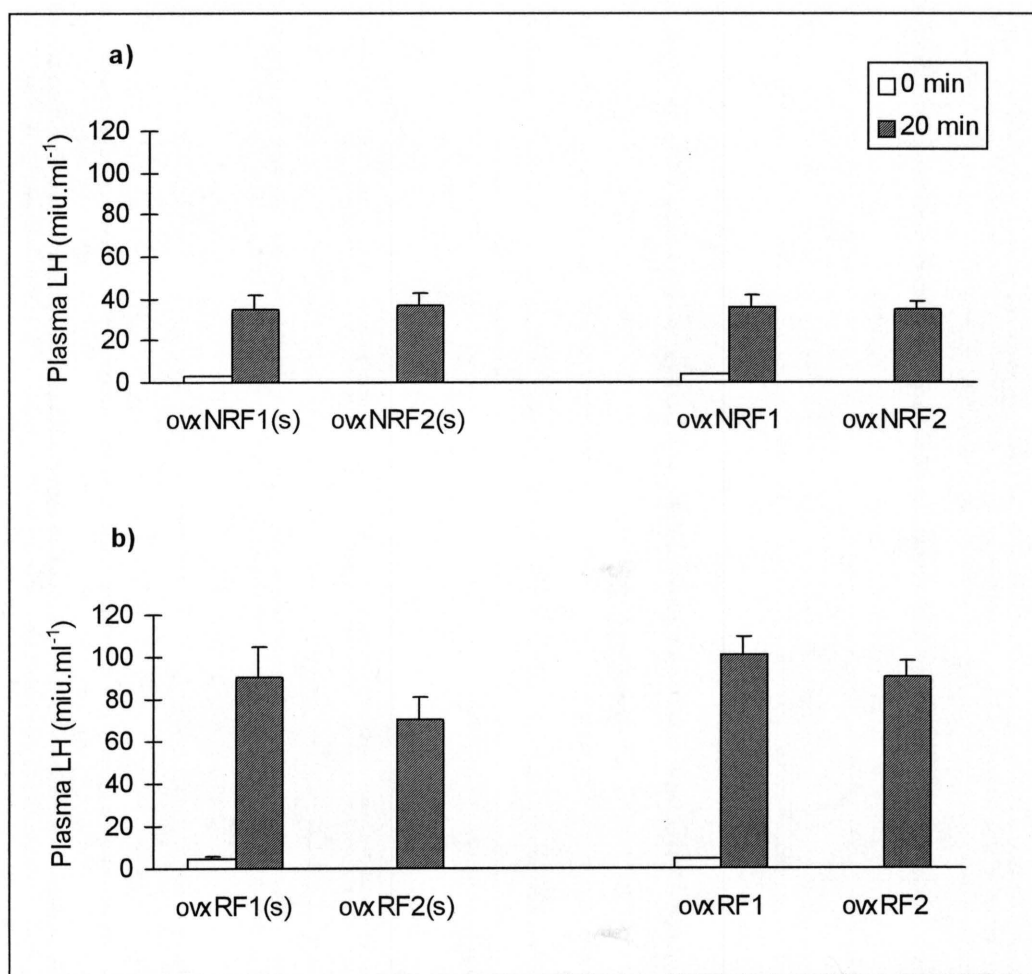 a)
0 min
20 min
Plasma LH (miu.ml-1)
120
100
80
60
40
20
0
ovxNRF1(s) ovxNRF2(s) ovxNRF1 ovxNRF2
b)
Plasma LH (miu.ml-1)
120
100
80
60
40
20
0
ovxRF1(s) ovxRF2(s) ovxRF1 ovxRF2